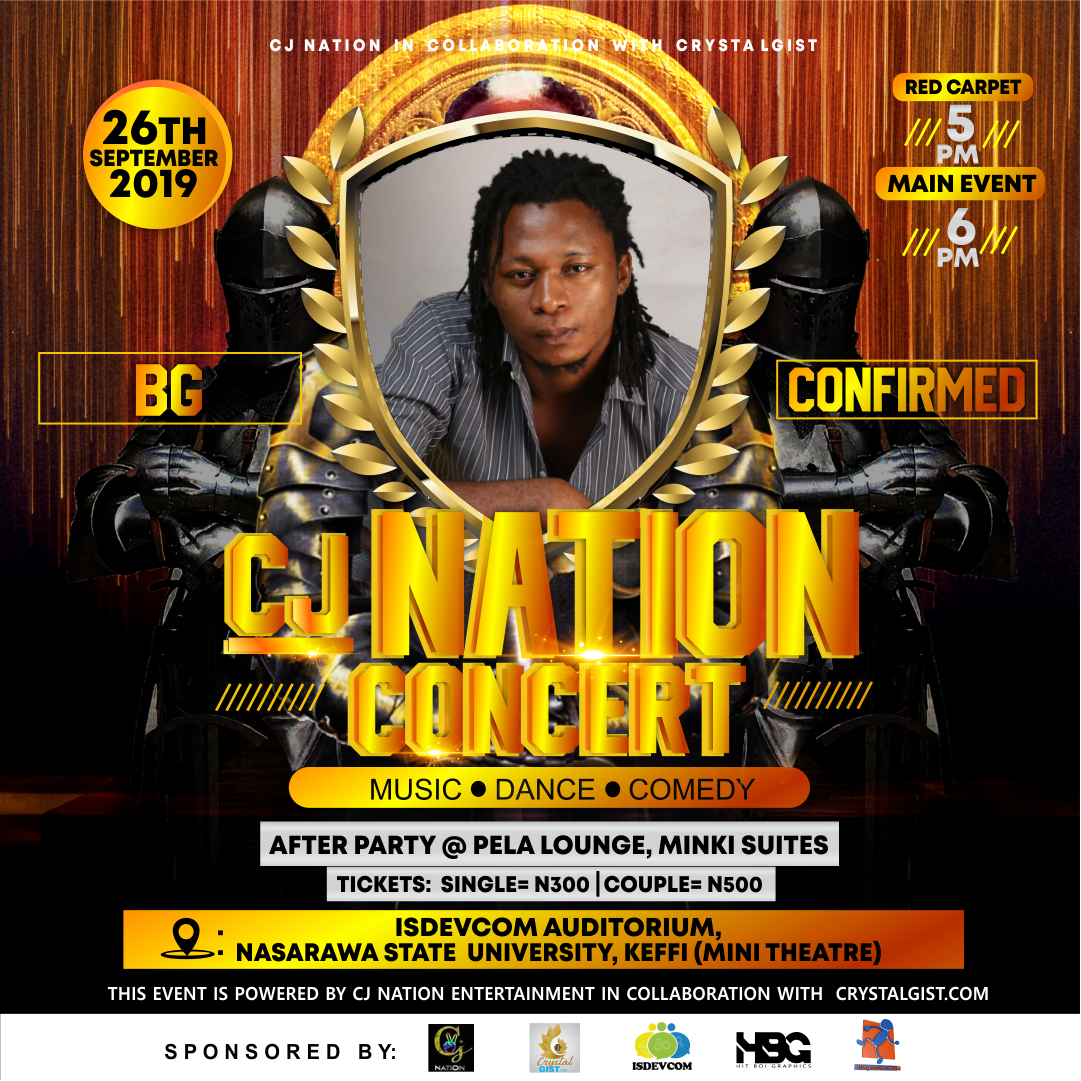 CJ NATION IN COLLABORATION WITH CRYSTALGIST
26TH
SEPTEMBER
2019
RED CARPET
5
PM
MAIN EVENT
6
PM
BG
CONFIRMED
CJ NATION
CONCERT
MUSIC ● DANCE ● COMEDY
AFTER PARTY @ PELA LOUNGE, MINKI SUITES
TICKETS: SINGLE= N300 | COUPLE= N500
: ISDEVCOM AUDITORIUM,
NASARAWA STATE UNIVERSITY, KEFFI (MINI THEATRE)
THIS EVENT IS POWERED BY CJ NATION ENTERTAINMENT IN COLLABORATION WITH CRYSTALGIST.COM
SPONSORED BY:
CJ
NATION
Crystal
GIST
ISDEVCOM
HBG
HIT BOI GRAPHICS